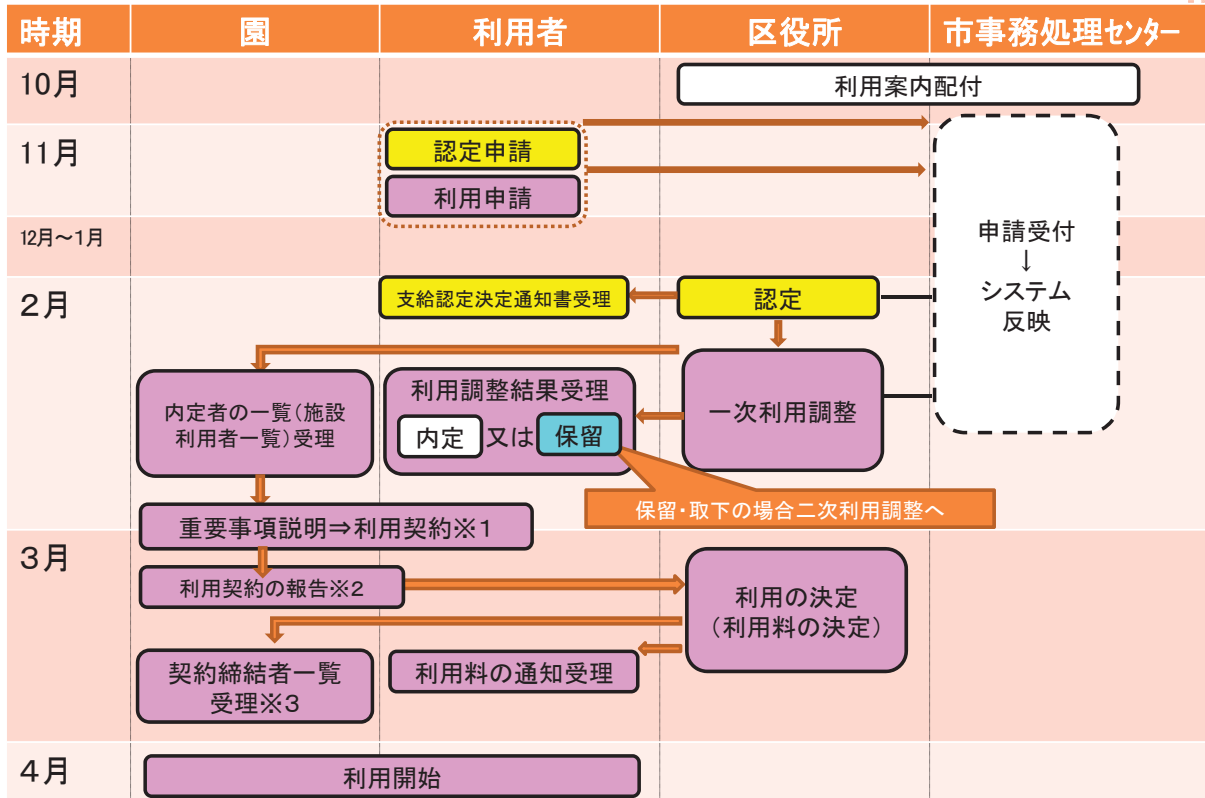 時期
園
利用者
区役所
市事務処理センター
10月
利用案内配付
11月
認定申請
利用申請
12月～1月
申請受付
↓
システム
反映
2月
支給認定決定通知書受理
認定
内定者の一覧(施設
利用者一覧)受理
利用調整結果受理
内定 又は 保留
一次利用調整
保留・取下の場合二次利用調整へ
重要事項説明⇒利用契約※1
3月
利用契約の報告※2
利用の決定
(利用料の決定)
契約締結者一覧
受理※3
利用料の通知受理
4月
利用開始